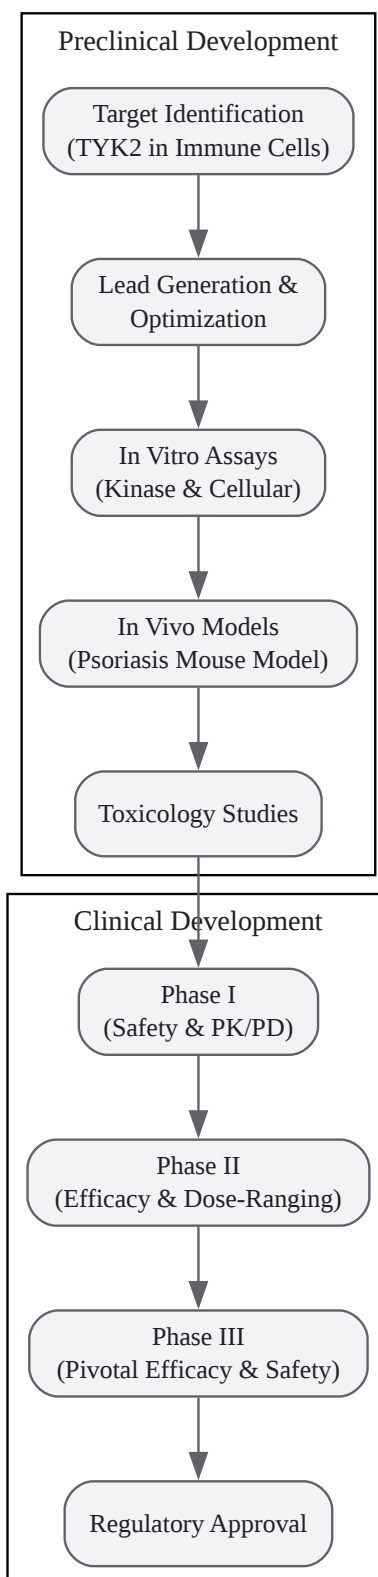 Preclinical Development
Target Identification
(TYK2 in Immune Cells)
Lead Generation &
Optimization
In Vitro Assays
(Kinase & Cellular)
In Vivo Models
(Psoriasis Mouse Model)
Toxicology Studies
Clinical Development
Phase I
(Safety & PK/PD)
Phase II
(Efficacy & Dose-Ranging)
Phase III
(Pivotal Efficacy & Safety)
Regulatory Approval